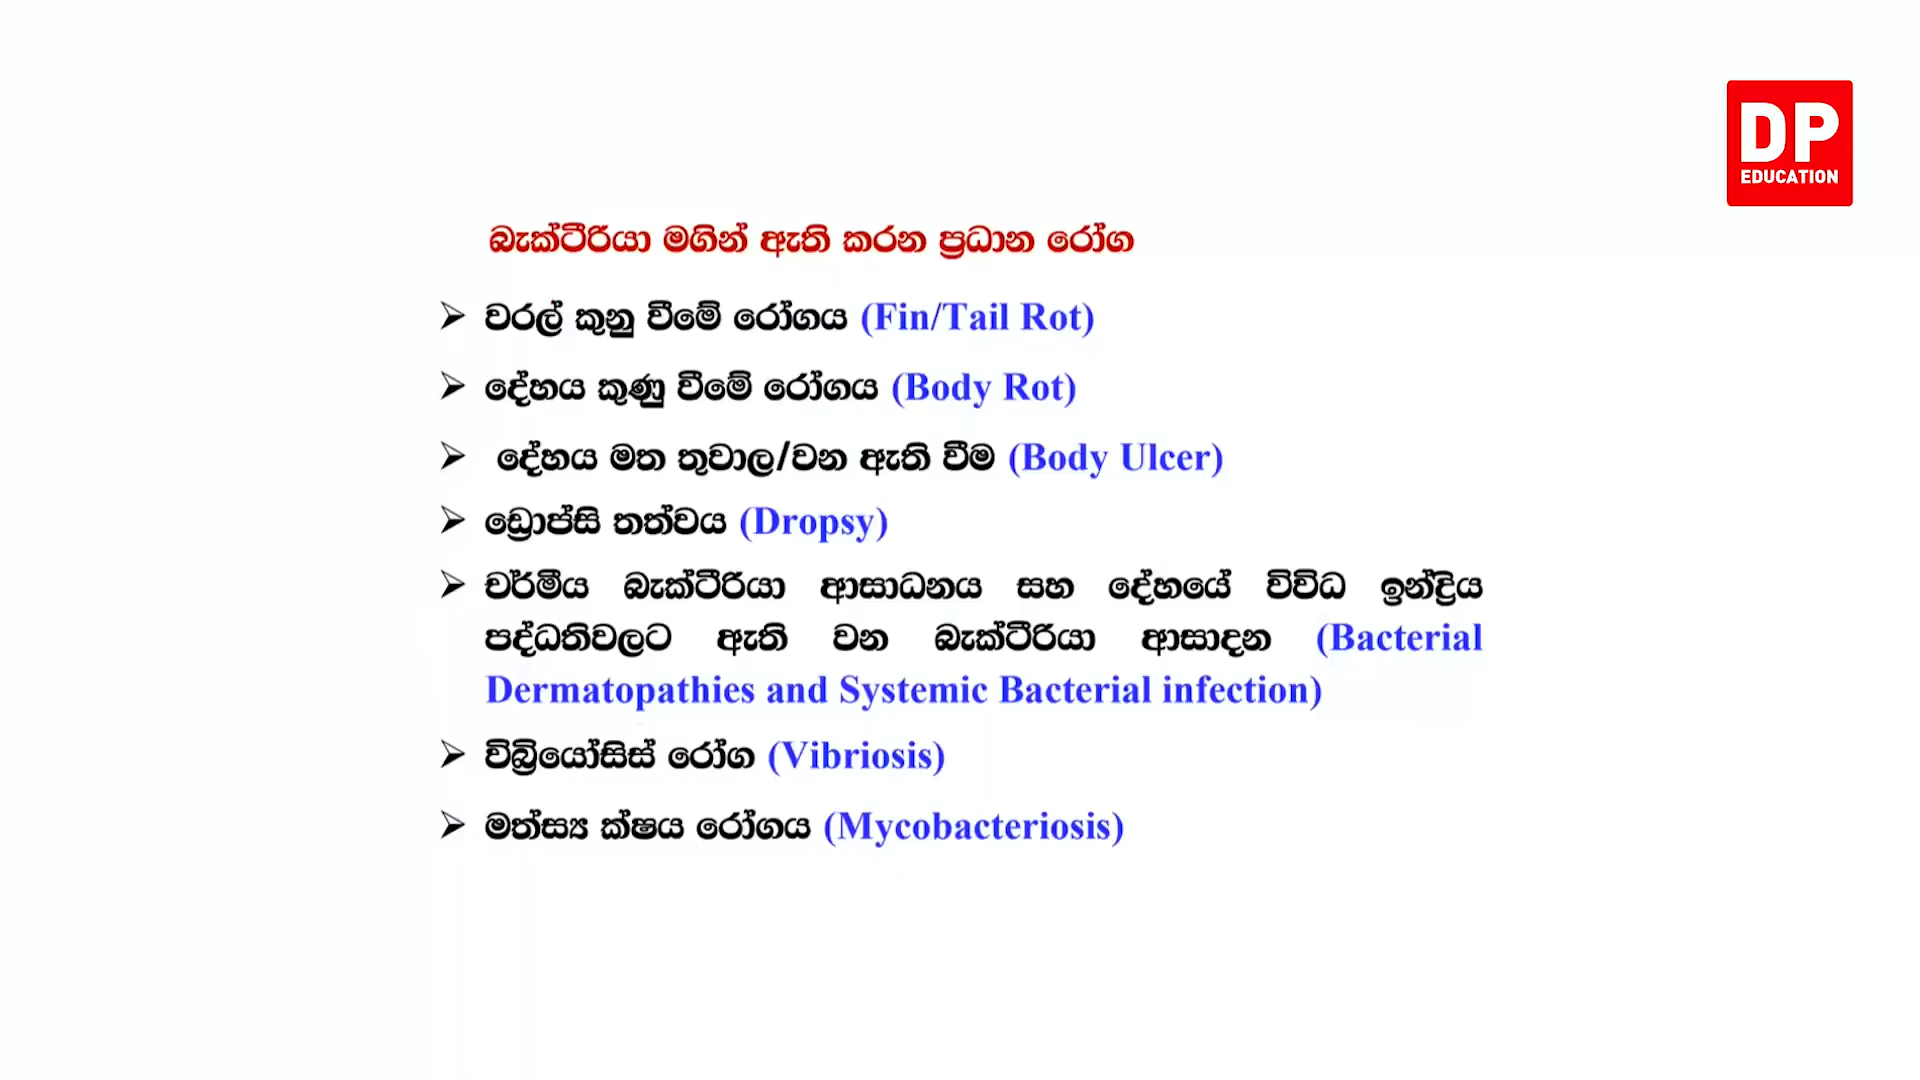 DP
EDUCATION
බැක්ටීරියා මගින් ඇති කරන ප්‍රධාන රෝග
➢ වරල් කුනු වීමේ රෝගය (Fin/Tail Rot)
➢ දේහය කුණු වීමේ රෝගය (Body Rot)
➢ දේහය මත තුවාල/වන ඇති වීම (Body Ulcer)
➢ ඩ්‍රොප්සි තත්වය (Dropsy)
➢ චර්මීය බැක්ටීරියා ආසාධනය සහ දේහයේ විවිධ ඉන්ද්‍රිය
පද්ධතිවලට ඇති වන බැක්ටීරියා ආසාදන (Bacterial
Dermatopathies and Systemic Bacterial infection)
➢ විබ්‍රියෝසිස් රෝග (Vibriosis)
➢ මත්ස්‍ය ක්ෂය රෝගය (Mycobacteriosis)